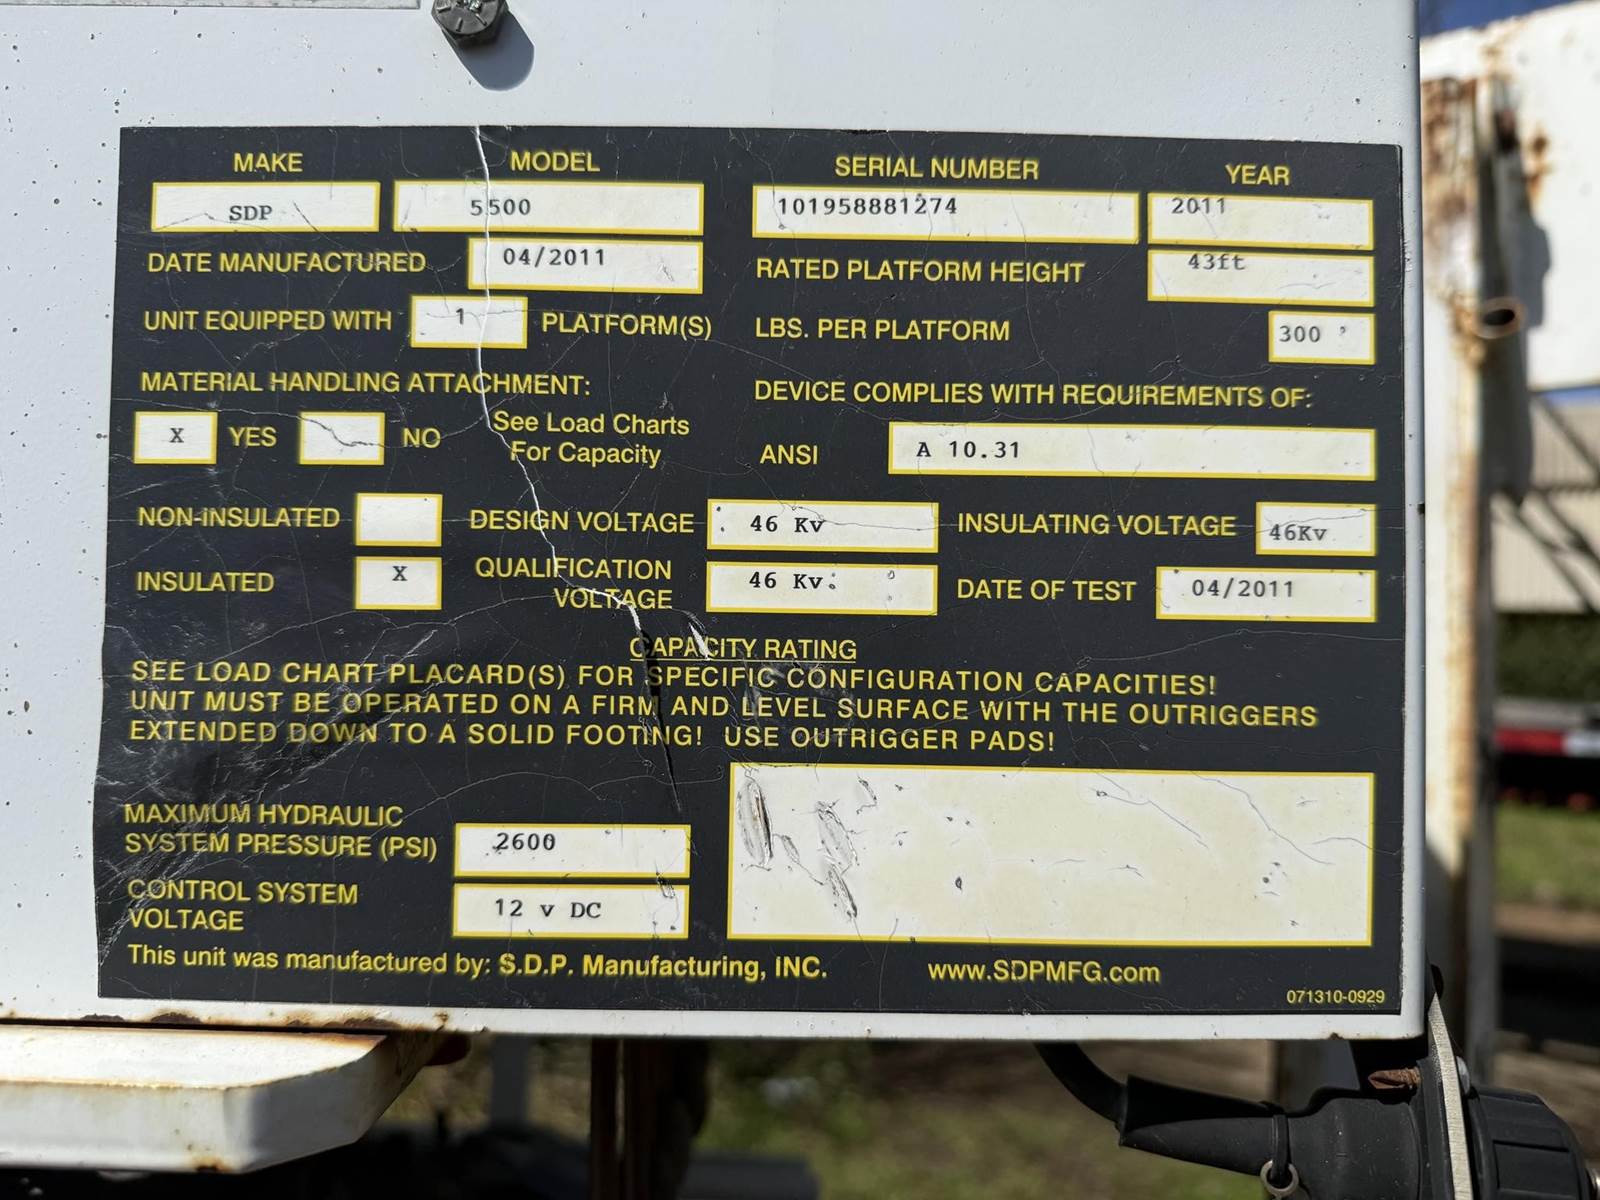 MAKE MODEL SERIAL NUMBER YEAR
SDP 5500 101958881274 2011
DATE MANUFACTURED 04/2011 RATED PLATFORM HEIGHT 43ft
UNIT EQUIPPED WITH 1 PLATFORM(S) LBS. PER PLATFORM 300
MATERIAL HANDLING ATTACHMENT: DEVICE COMPLIES WITH REQUIREMENTS OF:
X YES NO See Load Charts
For Capacity ANSI A 10.31
NON-INSULATED DESIGN VOLTAGE 46 Kv INSULATING VOLTAGE 46Kv
INSULATED X QUALIFICATION
VOLTAGE 46 Kv. DATE OF TEST 04/2011
CAPACITY RATING
SEE LOAD CHART PLACARD(S) FOR SPECIFIC CONFIGURATION CAPACITIES!
UNIT MUST BE OPERATED ON A FIRM AND LEVEL SURFACE WITH THE OUTRIGGERS
EXTENDED DOWN TO A SOLID FOOTING! USE OUTRIGGER PADS!
MAXIMUM HYDRAULIC
SYSTEM PRESSURE (PSI) 2600
CONTROL SYSTEM
VOLTAGE 12 v DC
This unit was manufactured by: S.D.P. Manufacturing, INC. www.SDPMFG.com
071310-0929